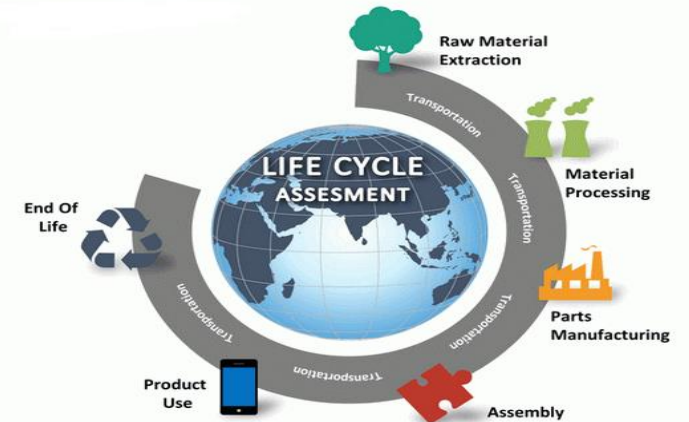 Raw Material
Extraction
Transportation
Material
Processing
Transportation
Parts
Manufacturing
Transportation
Assembly
Transportation
Product
Use
Transportation
End Of
Life
LIFE CYCLE
ASSESMENT